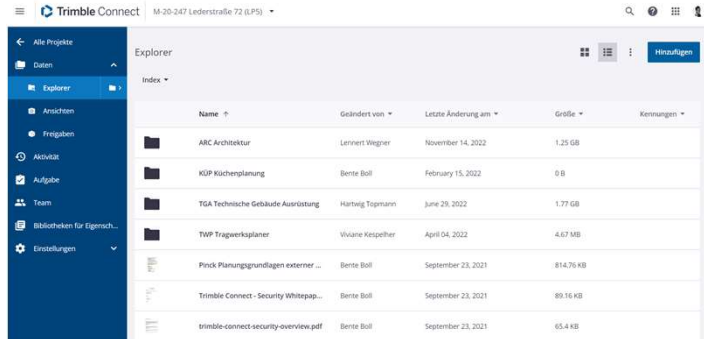 Trimble Connect M-20-247 Lederstraße 72 (LP5)
Alle Projekte
Daten
Explorer
Ansichten
Freigaben
Aktivität
Aufgabe
Team
Bibliotheken für Eigensch...
Einstellungen
Explorer
Hinzufügen
Index
Name Geändert von Letzte Änderung am Größe Kennungen
ARC Architektur Lennert Wegner November 14, 2022 1.25 GB
KÜP Küchenplanung Bente Boll February 15, 2022 0 B
TGA Technische Gebäude Ausrüstung Hartwig Topmann June 29, 2022 1.77 GB
TWP Tragwerksplaner Viviane Kespelher April 04, 2022 4.67 MB
Pinck Planungsgrundlagen externer ... Bente Boll September 23, 2021 814.76 KB
Trimble Connect - Security Whitepap... Bente Boll September 23, 2021 89.16 KB
trimble-connect-security-overview.pdf Bente Boll September 23, 2021 65.4 KB